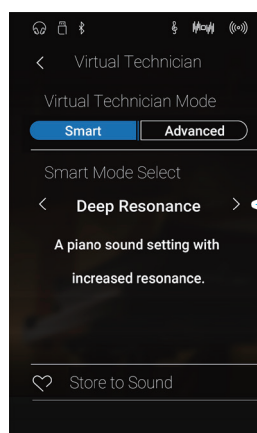 Virtual Technician
Virtual Technician Mode
Smart Advanced
Smart Mode Select
Deep Resonance
A piano sound setting with
increased resonance.
Store to Sound